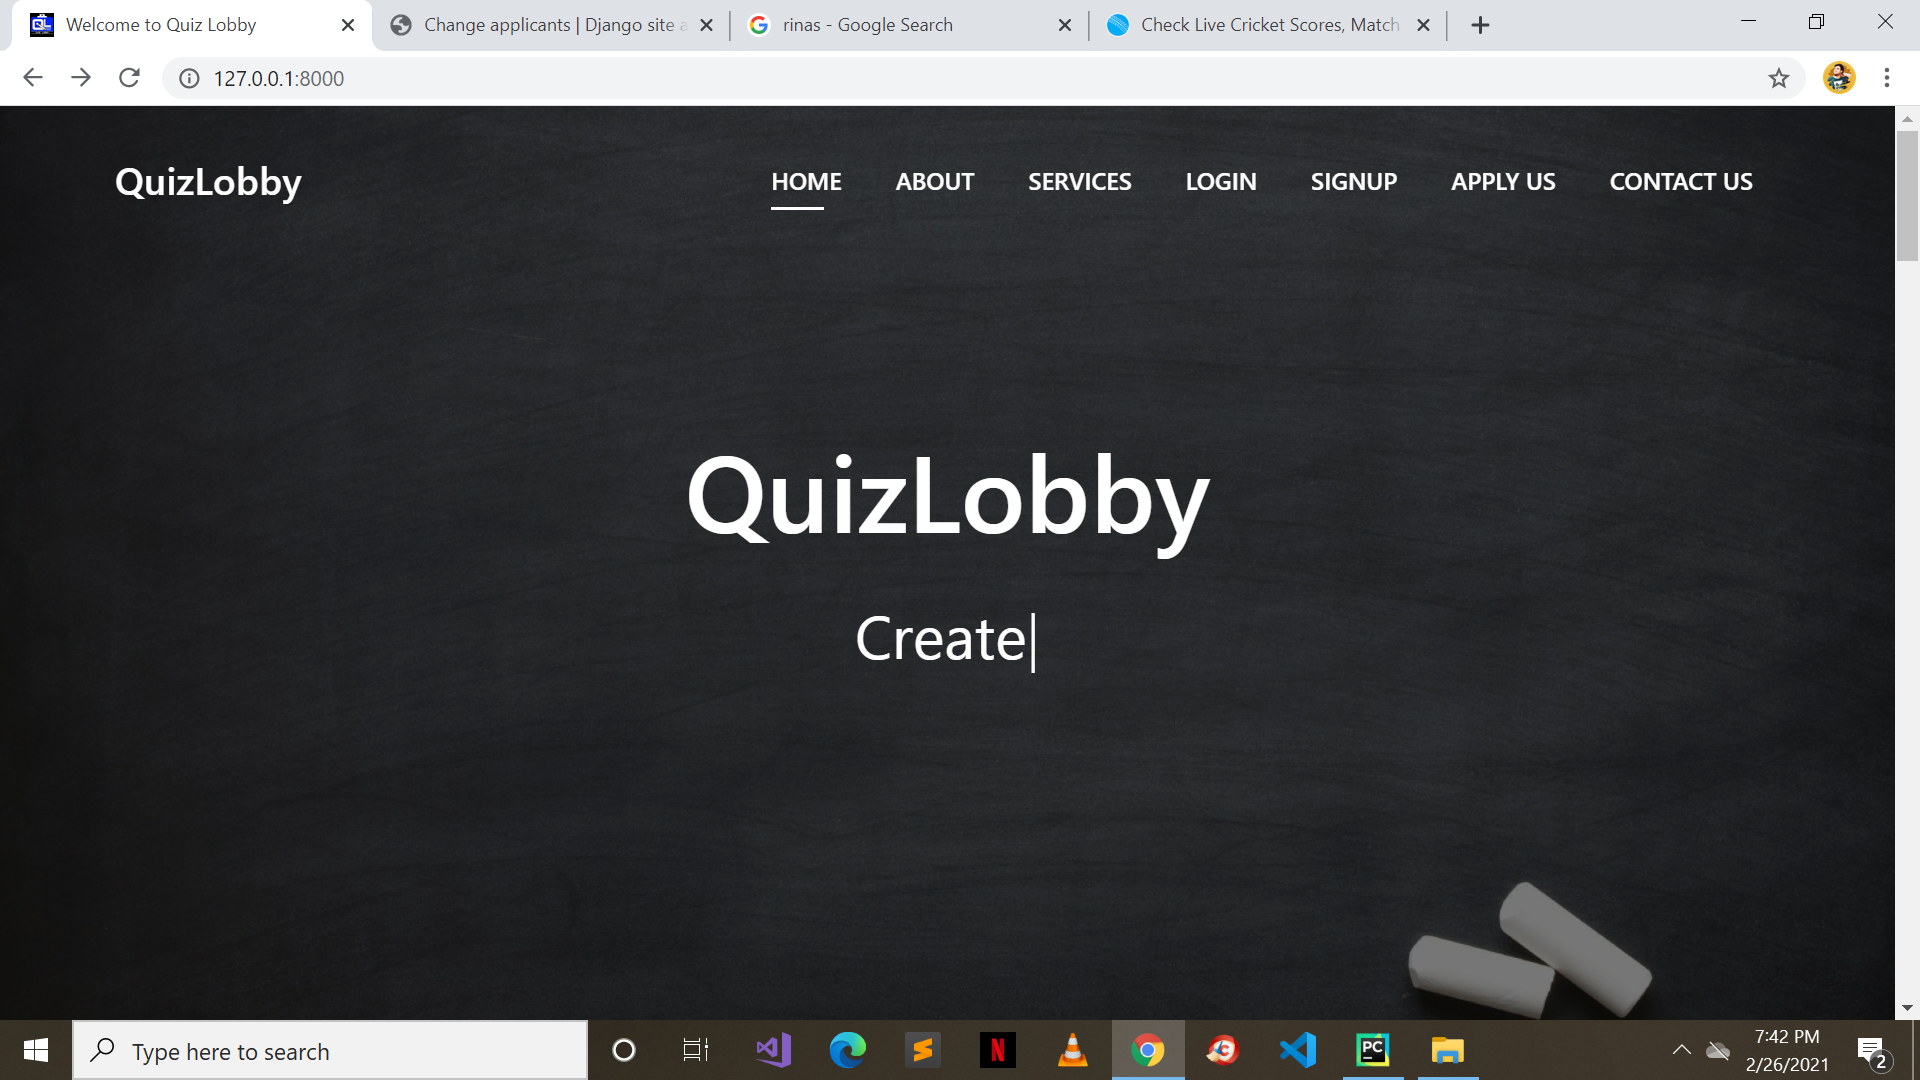 Welcome to Quiz Lobby
Change applicants | Django site a
rinas - Google Search
Check Live Cricket Scores, Match
127.0.0.1:8000
QuizLobby
HOME ABOUT SERVICES LOGIN SIGNUP APPLY US CONTACT US
QuizLobby
Create
Type here to search
7:42 PM
2/26/2021
2